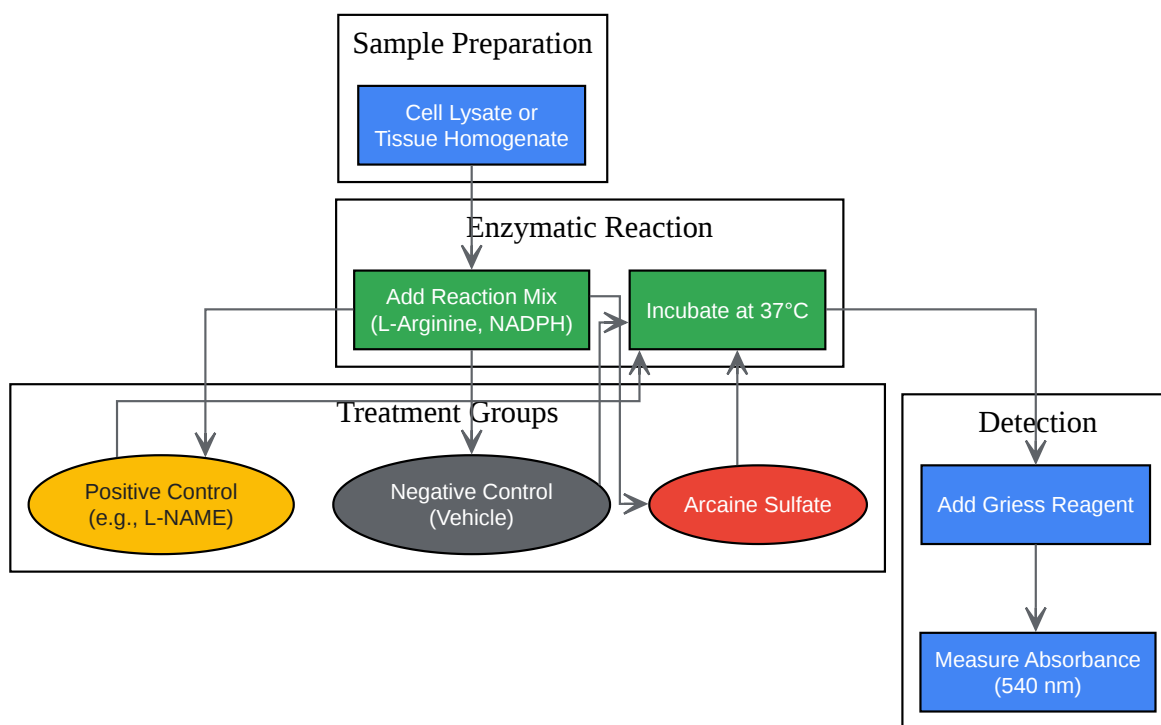 Sample Preparation
Cell Lysate or
Tissue Homogenate
Enzymatic Reaction
Add Reaction Mix
(L-Arginine, NADPH)
Incubate at 37°C
Treatment Groups
Positive Control
(e.g., L-NAME)
Negative Control
(Vehicle)
Arcaine Sulfate
Detection
Add Griess Reagent
Measure Absorbance
(540 nm)